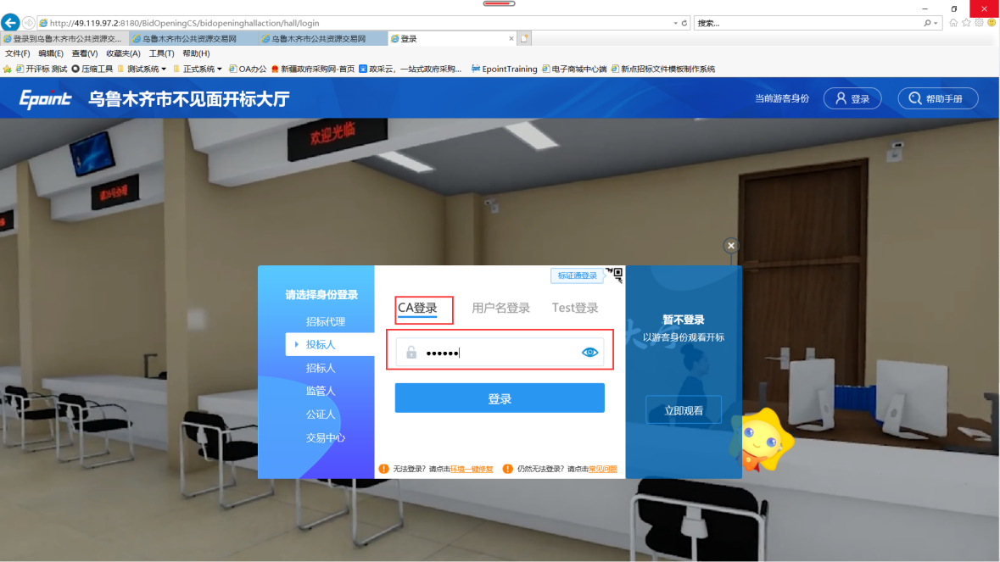 http://49.119.97.2:8180/BidOpeningCS/bidopeninghallaction/hall/login
搜索...
登录到乌鲁木齐市公共资源交...
乌鲁木齐市公共资源交易网
乌鲁木齐市公共资源交易网
登录
文件(F) 编辑(E) 查看(V) 收藏夹(A) 工具(T) 帮助(H)
开评标 测试 压缩工具 测试系统 正式系统 OA办公 新疆政府采购网-首页 政采云，一站式政府采购... EpointTraining 电子商城中心端 新点招标文件模板制作系统
Epoint 乌鲁木齐市不见面开标大厅
当前游客身份 登录 帮助手册
欢迎光临
标证通登录
请选择身份登录
招标代理
投标人
招标人
监管人
公证人
交易中心
CA登录 用户名登录 Test登录
••••••
登录
无法登录？请点击环境一键修复 仍然无法登录？请点击常见问题
暂不登录
以游客身份观看开标
立即观看